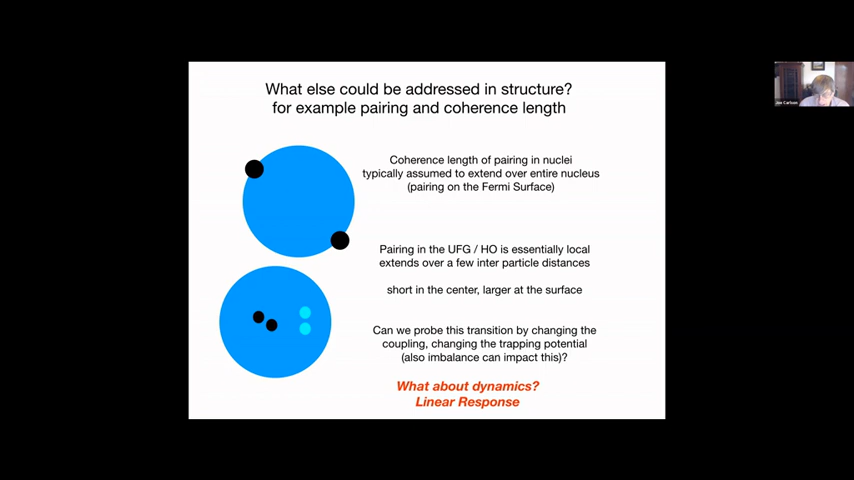 What else could be addressed in structure?
for example pairing and coherence length
Coherence length of pairing in nuclei
typically assumed to extend over entire nucleus
(pairing on the Fermi Surface)
Pairing in the UFG / HO is essentially local
extends over a few inter particle distances
short in the center, larger at the surface
Can we probe this transition by changing the
coupling, changing the trapping potential
(also imbalance can impact this)?
What about dynamics?
Linear Response
Joe Carlson